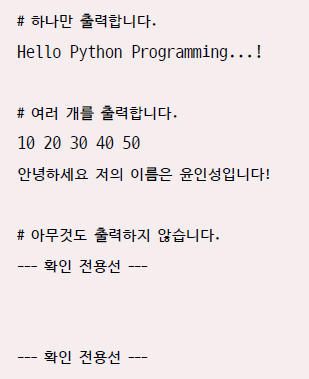 # 하나만 출력합니다.
Hello Python Programming...!
# 여러 개를 출력합니다.
10 20 30 40 50
안녕하세요 저의 이름은 윤인성입니다!
# 아무것도 출력하지 않습니다.
--- 확인 전용선 ---
--- 확인 전용선 ---